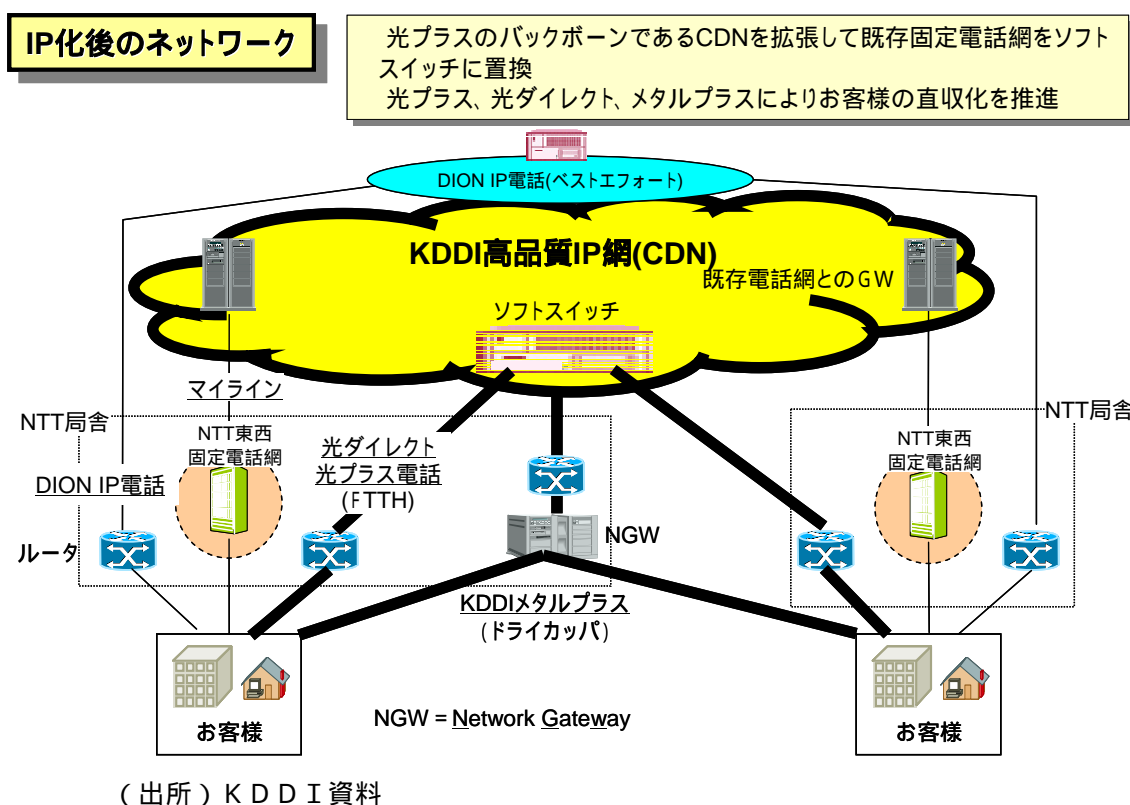 IP化後のネットワーク
光プラスのバックボーンであるCDNを拡張して既存固定電話網をソフト
スイッチに置換
光プラス、光ダイレクト、メタルプラスによりお客様の直収化を推進
DION IP電話(ベストエフォート)
KDDI高品質IP網(CDN)
既存電話網とのGW
ソフトスイッチ
マイライン
NTT局舎
NTT局舎
NTT東西
固定電話網
光ダイレクト
光プラス電話
(FTTH)
NTT東西
固定電話網
DION IP電話
ルータ
NGW
KDDIメタルプラス
(ドライカッパ)
お客様
NGW = Network Gateway
お客様
(出所)KDDI資料